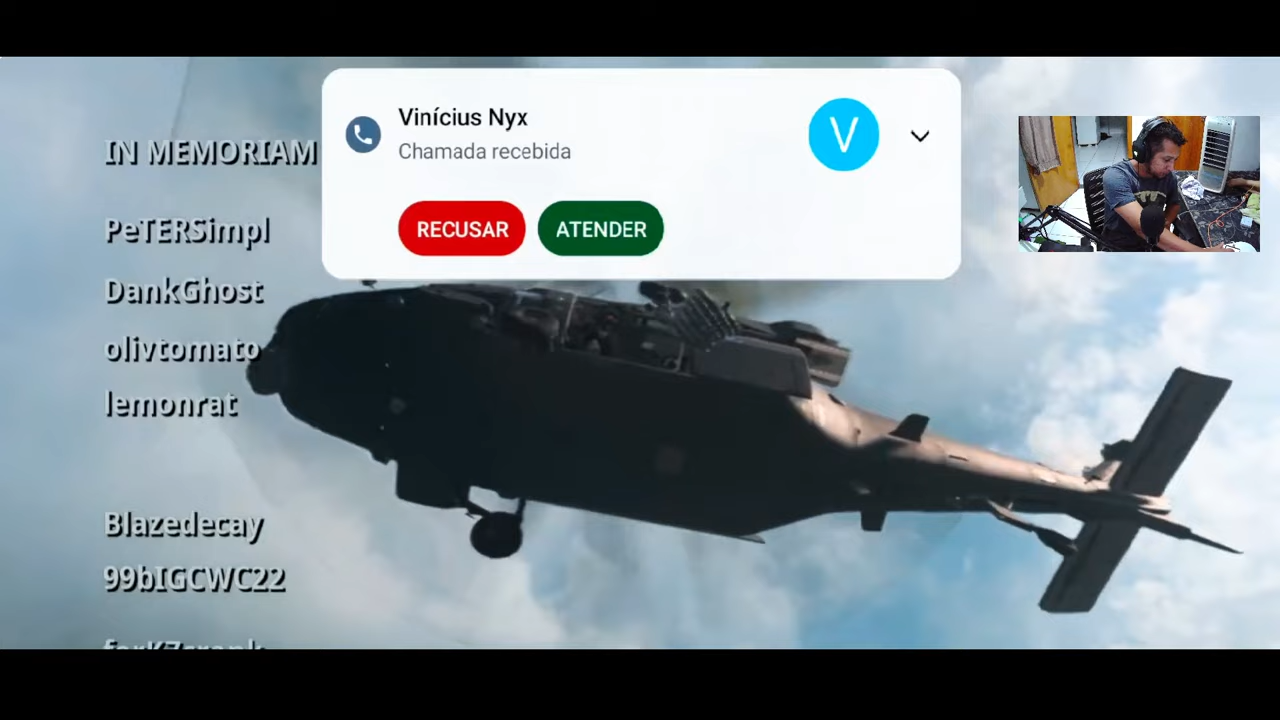 Vinícius Nyx
Chamada recebida
V
RECUSAR
ATENDER
IN MEMORIAM
PeTERSimpl
DankGhost
olivtomato
lemonrat
Blazedecay
99bIGCWC22